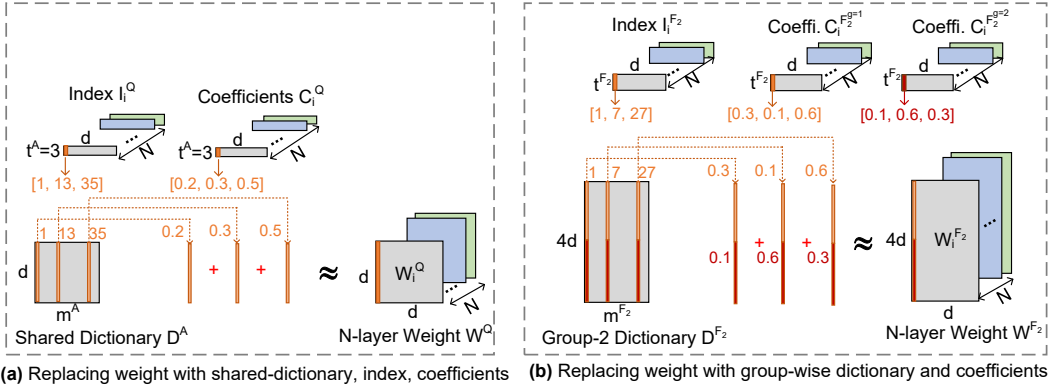 Index I_i^Q
Coefficients C_i^Q
d
d
t^A=3
t^A=3
...
...
N
N
[1, 13, 35]
[0.2, 0.3, 0.5]
1 13 35 0.2 0.3 0.5
d
+ +
≈
d
W_i^Q
...
N
m^A
d
Shared Dictionary D^A
N-layer Weight W^Q
(a) Replacing weight with shared-dictionary, index, coefficients
Index I_i^{F_2}
Coeffi. C_i^{F_2^{g=1}}
Coeffi. C_i^{F_2^{g=2}}
d
d
d
t^{F_2}
t^{F_2}
t^{F_2}
...
...
...
N
N
N
[1, 7, 27]
[0.3, 0.1, 0.6]
[0.1, 0.6, 0.3]
1 7 27 0.3 0.1 0.6
4d
+ +
0.1 0.6 0.3
≈
4d
W_i^{F_2}
...
N
m^{F_2}
d
Group-2 Dictionary D^{F_2}
N-layer Weight W^{F_2}
(b) Replacing weight with group-wise dictionary and coefficients